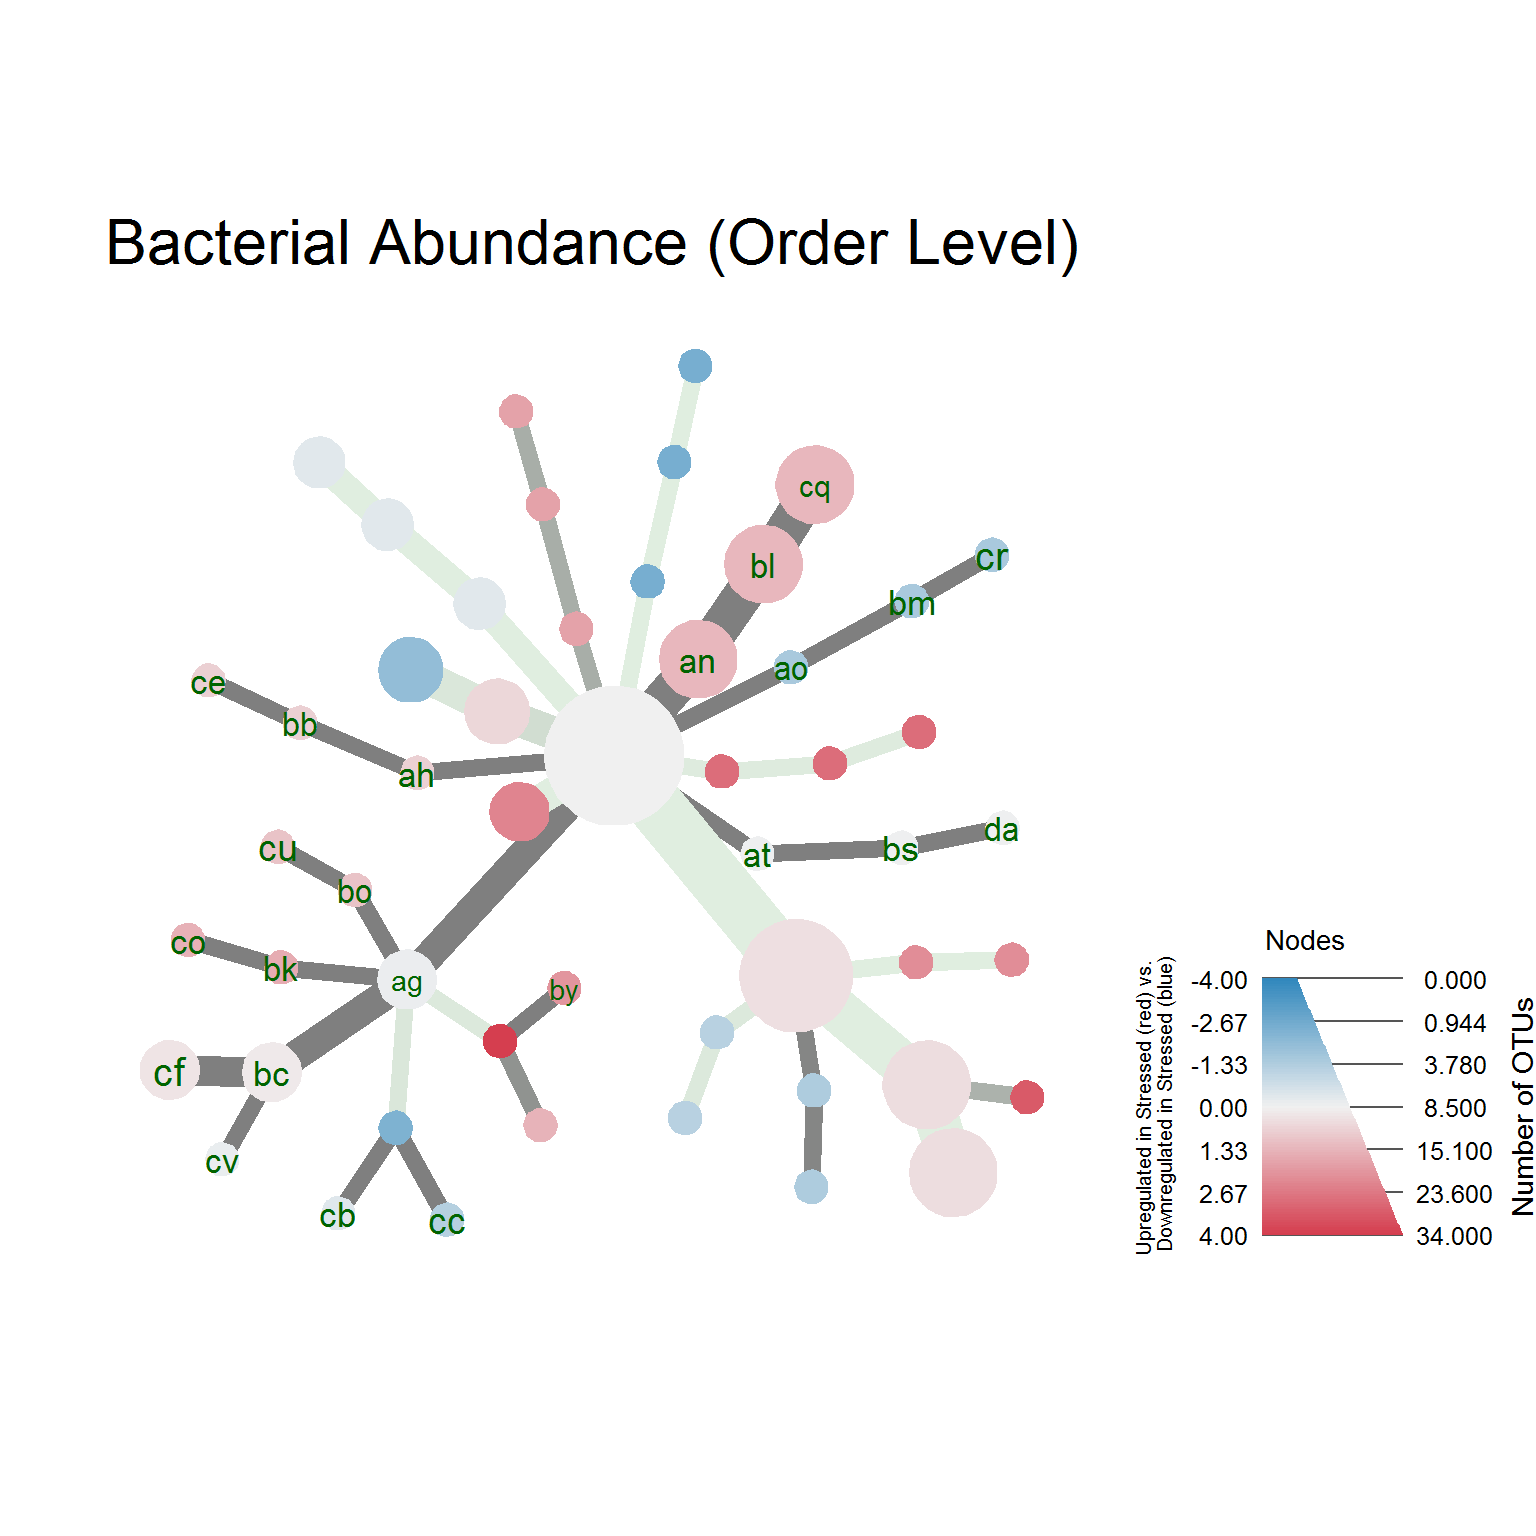 Bacterial Abundance (Order Level)
cq
bl
cr
bm
an
ao
ce
bb
ah
da
cu
bs
at
bo
co
bk
ag
by
cf
bc
cv
cb
cc
Nodes
Upregulated in Stressed (red) vs.
Downregulated in Stressed (blue)
-4.00
-2.67
-1.33
0.00
1.33
2.67
4.00
0.000
0.944
3.780
8.500
15.100
23.600
34.000
Number of OTUs